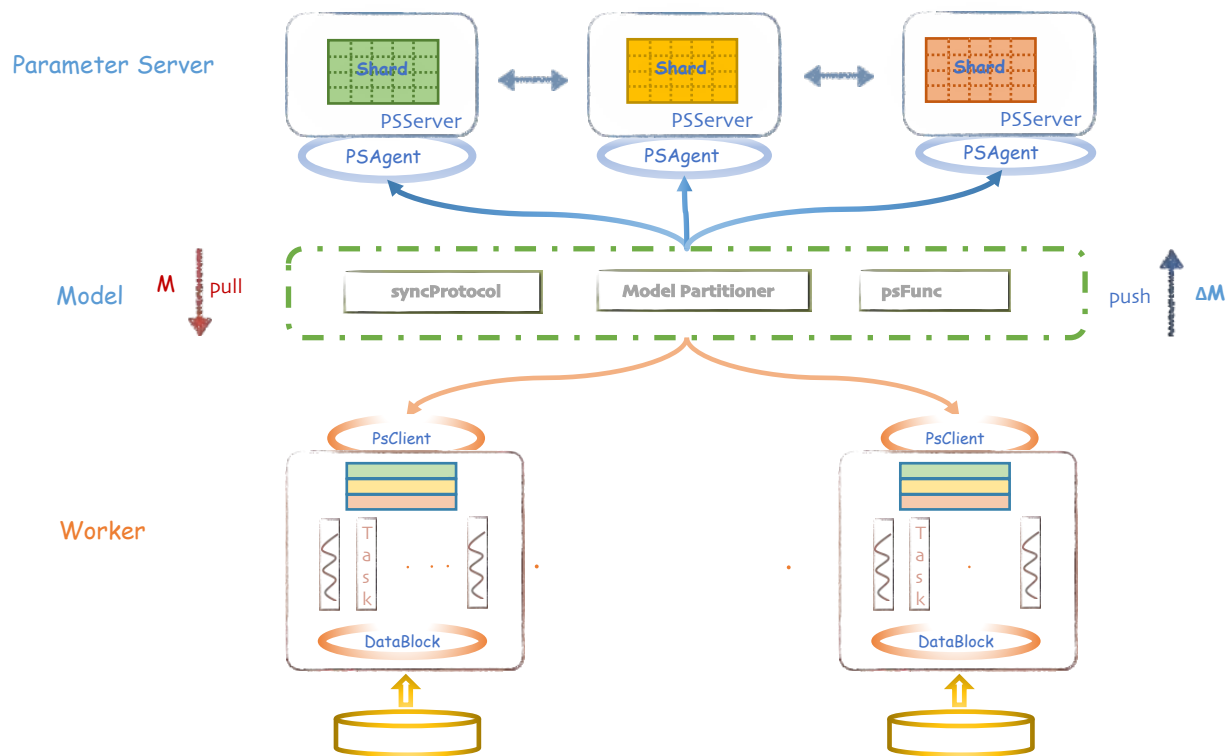 Shard
Shard
Shard
Parameter Server
PSServer
PSServer
PSServer
PSAgent
PSAgent
PSAgent
Model
M
pull
syncProtocol
Model Partitioner
psFunc
push
ΔM
PsClient
PsClient
Worker
Task
Task
DataBlock
DataBlock